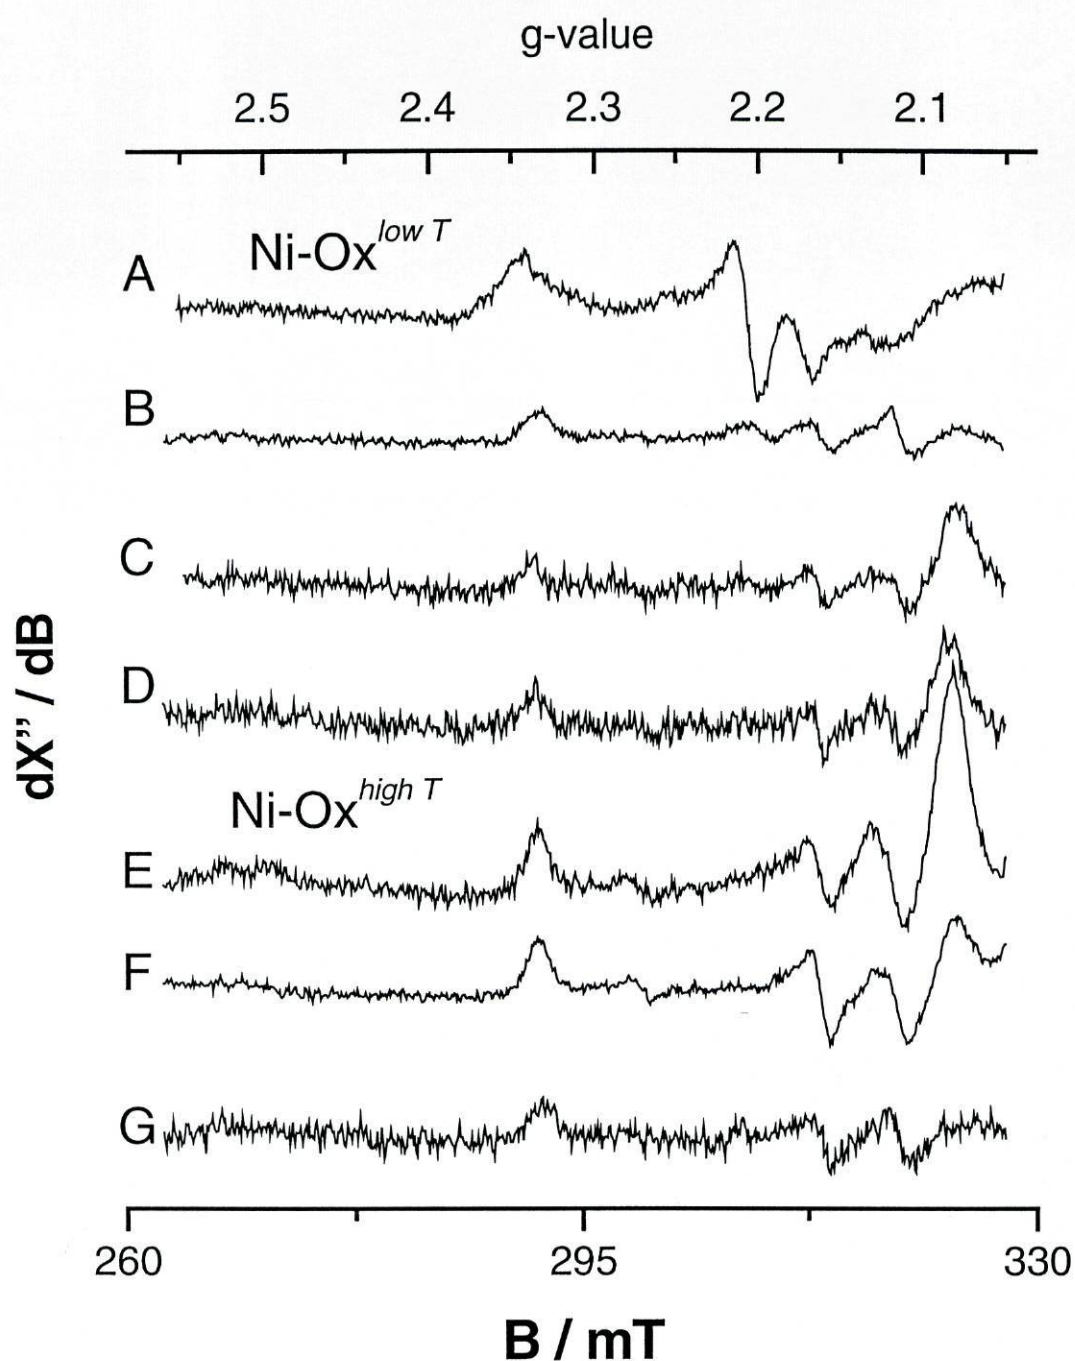 g-value
2.5 2.4 2.3 2.2 2.1
Ni-Ox low T
A
B
C
D
Ni-Ox high T
E
F
G
dX” / dB
260 295 330
B / mT